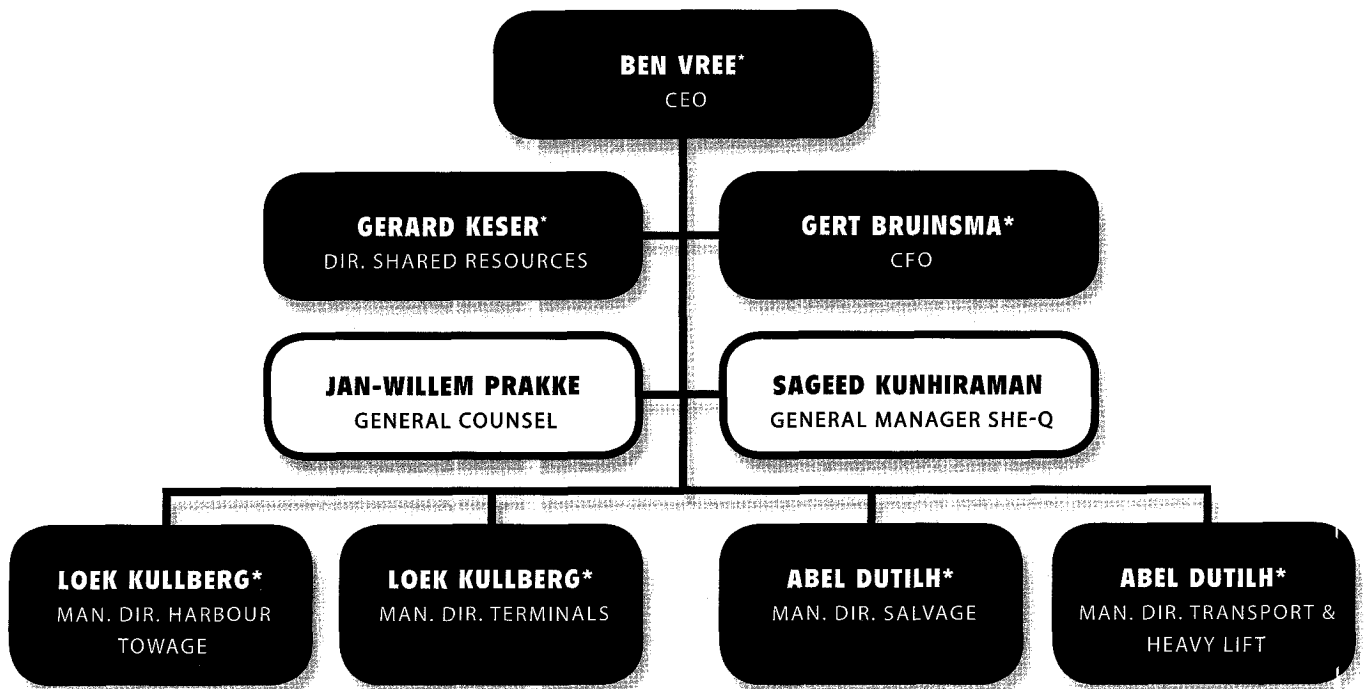 BEN VREE*
CEO
GERARD KESER*
DIR. SHARED RESOURCES
GERT BRUINSMA*
CFO
JAN-WILLEM PRAKKE
GENERAL COUNSEL
SAGEED KUNHIRAMAN
GENERAL MANAGER SHE-Q
LOEK KULLBERG*
MAN. DIR. HARBOUR
TOWAGE
LOEK KULLBERG*
MAN. DIR. TERMINALS
ABEL DUTILH*
MAN. DIR. SALVAGE
ABEL DUTILH*
MAN. DIR. TRANSPORT &
HEAVY LIFT